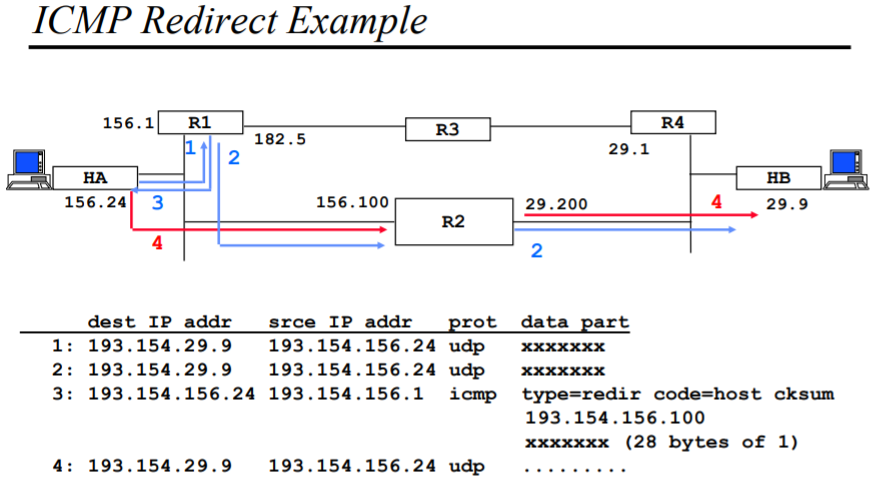 ICMP Redirect Example
156.1 R1 182.5 R3 R4 29.1
1 2
HA HB
156.24 3 156.100 29.200 4 29.9
R2
4 2
dest IP addr srce IP addr prot data part
1: 193.154.29.9 193.154.156.24 udp xxxxxxx
2: 193.154.29.9 193.154.156.24 udp xxxxxxx
3: 193.154.156.24 193.154.156.1 icmp type=redir code=host cksum
193.154.156.100
xxxxxxx (28 bytes of 1)
4: 193.154.29.9 193.154.156.24 udp .........